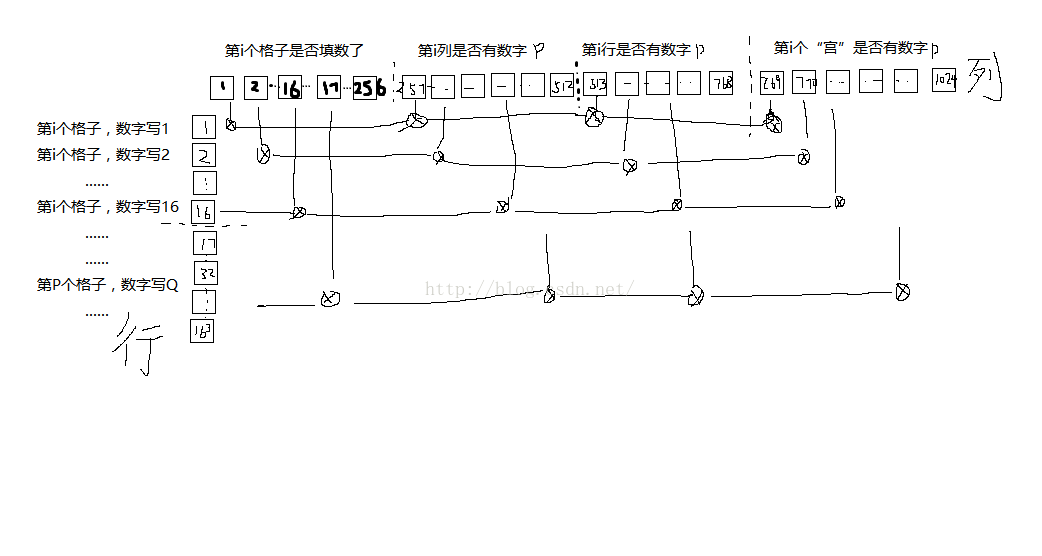 第i个格子是否填数了 第i列是否有数字 P 第i行是否有数字 p 第i个“宫”是否有数字p
1 2 ... 16 ... 17 ... 256 257 ... — — ... 512 513 — — ... 768 769 770 ... ... ... 1024 列
第i个格子，数字写1 1
第i个格子，数字写2 2
......
第i个格子，数字写16 16
...... 17
...... 32
第P个格子，数字写Q
......
16³
行
http://blog.csdn.net/